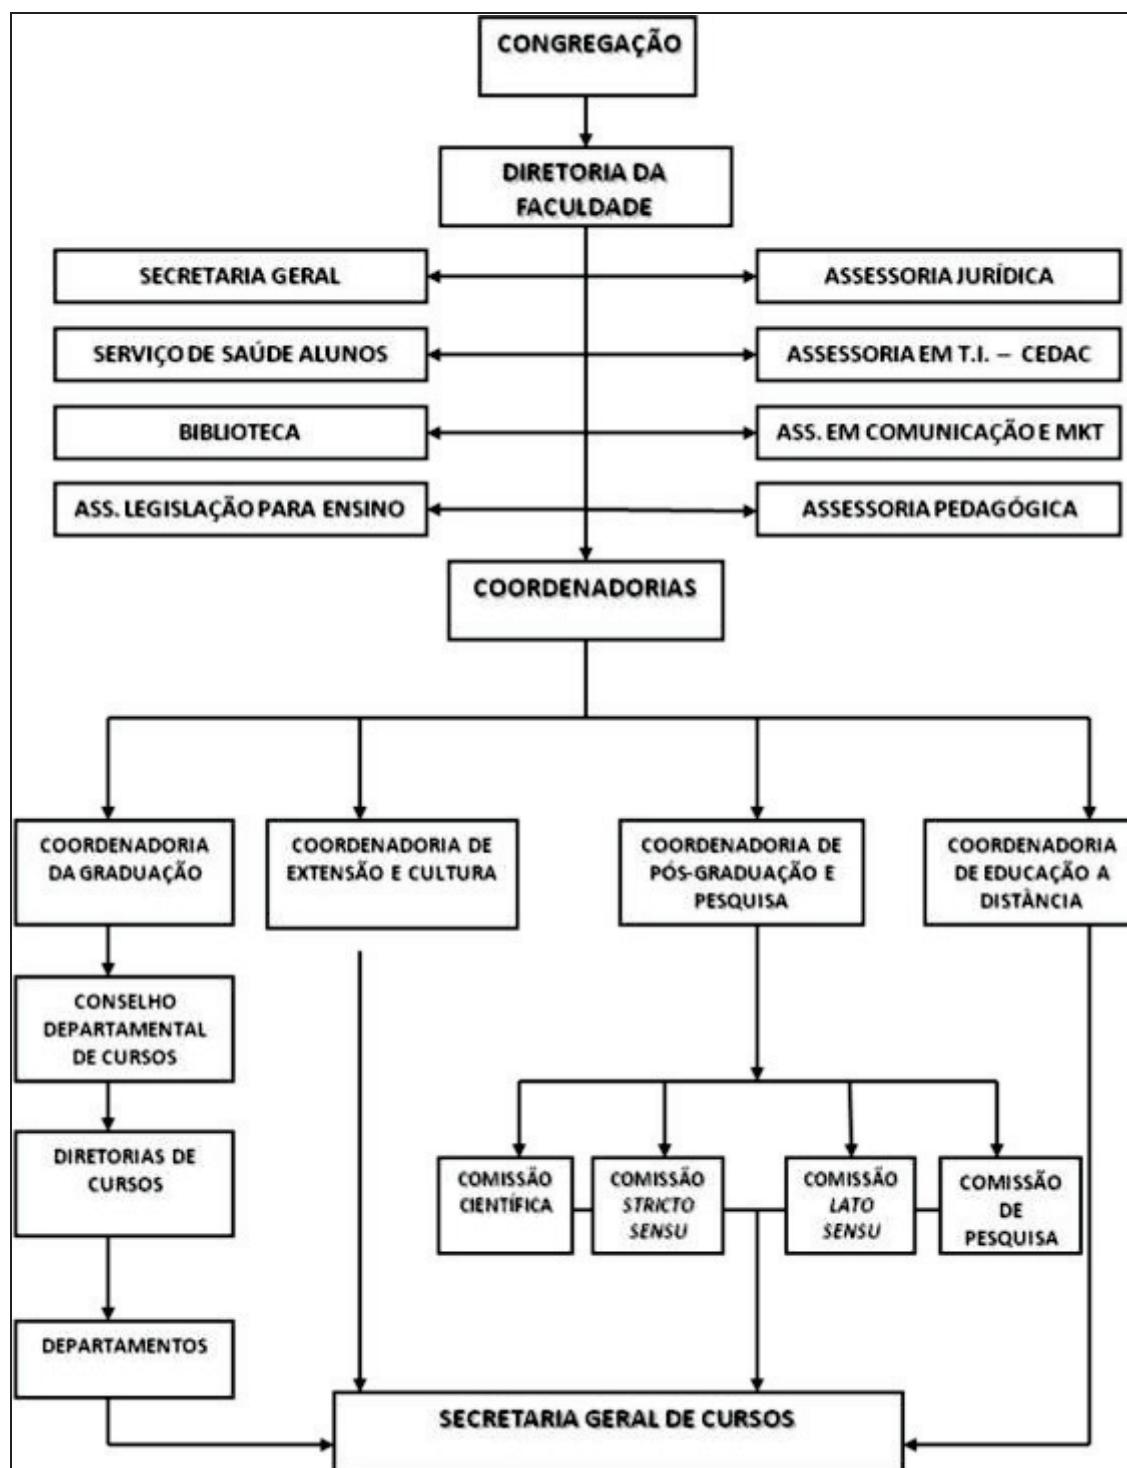 CONGREGAÇÃO
DIRETORIA DA
FACULDADE
SECRETARIA GERAL
ASSESSORIA JURÍDICA
SERVIÇO DE SAÚDE ALUNOS
ASSESSORIA EM T.I. – CEDAC
BIBLIOTECA
ASS. EM COMUNICAÇÃO E MKT
ASS. LEGISLAÇÃO PARA ENSINO
ASSESSORIA PEDAGÓGICA
COORDENADORIAS
COORDENADORIA
DA GRADUAÇÃO
COORDENADORIA DE
EXTENSÃO E CULTURA
COORDENADORIA DE
PÓS-GRADUAÇÃO E
PESQUISA
COORDENADORIA
DE EDUCAÇÃO A
DISTÂNCIA
CONSELHO
DEPARTAMENTAL
DE CURSOS
DIRETORIAS DE
CURSOS
COMISSÃO
CIENTÍFICA
COMISSÃO
STRICTO
SENSU
COMISSÃO
LATO
SENSU
COMISSÃO
DE
PESQUISA
DEPARTAMENTOS
SECRETARIA GERAL DE CURSOS